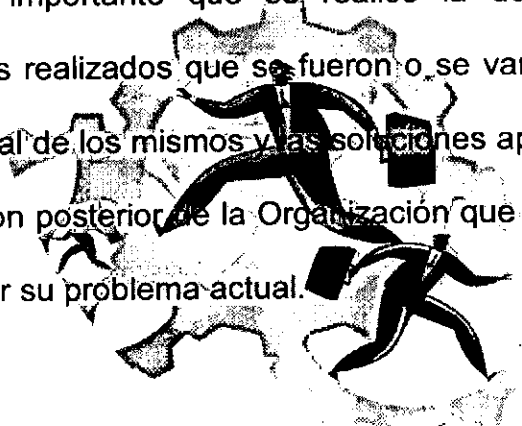 importante que se realice la
s realizados que se fueron o se van
al de los mismos y las soluciones ap
on posterior de la Organización que
r su problema actual.